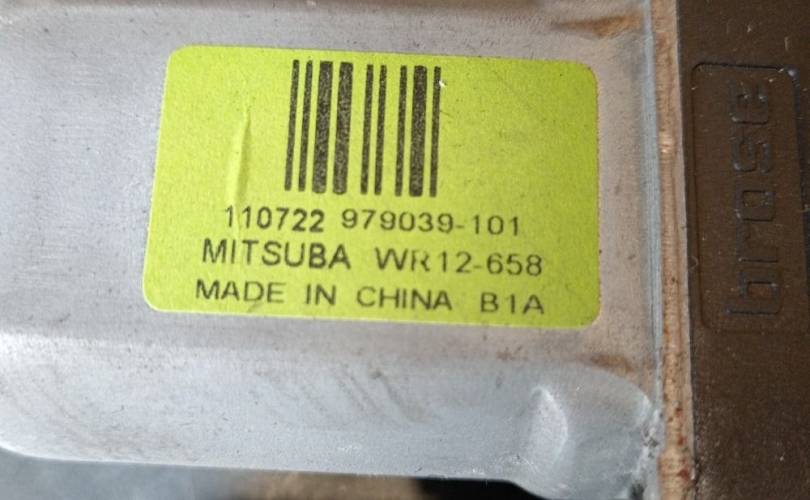 110722 979039-101
MITSUBA WR12-658
MADE IN CHINA B1A
brose